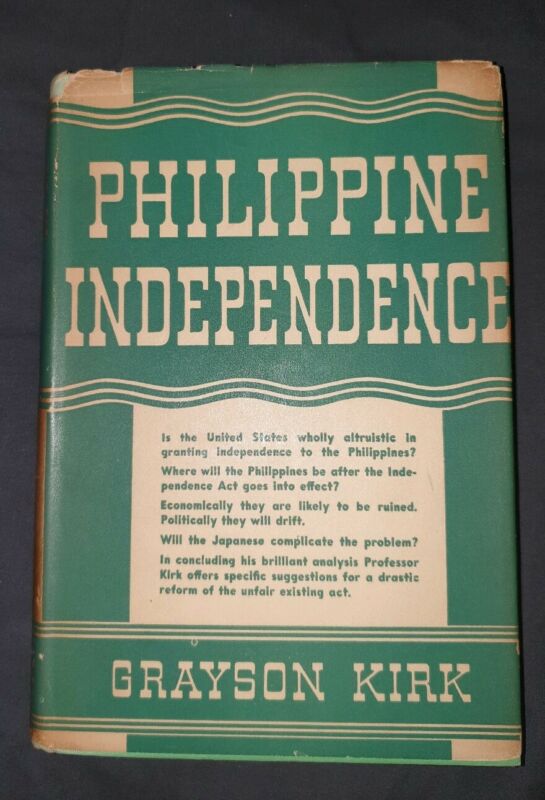 PHILIPPINE
INDEPENDENCE
Is the United States wholly altruistic in
granting independence to the Philippines?
Where will the Philippines be after the Inde-
pendence Act goes into effect?
Economically they are likely to be ruined.
Politically they will drift.
Will the Japanese complicate the problem?
In concluding his brilliant analysis Professor
Kirk offers specific suggestions for a drastic
reform of the unfair existing act.
GRAYSON KIRK